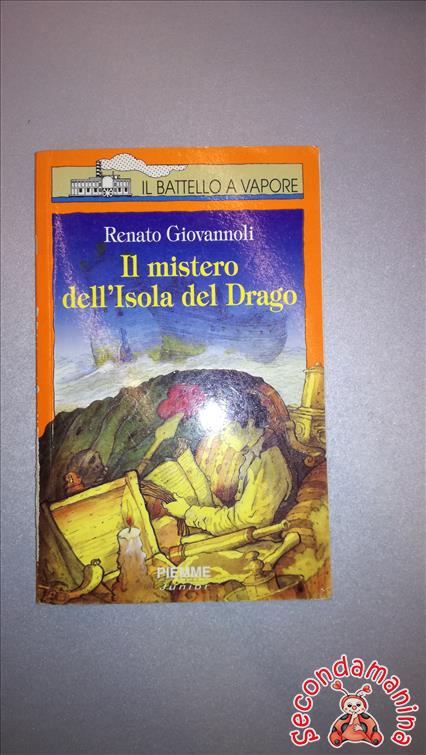 IL BATTELLO A VAPORE
Renato Giovannoli
Il mistero
dell'Isola del Drago
PIEMME
Junior
secondamanina